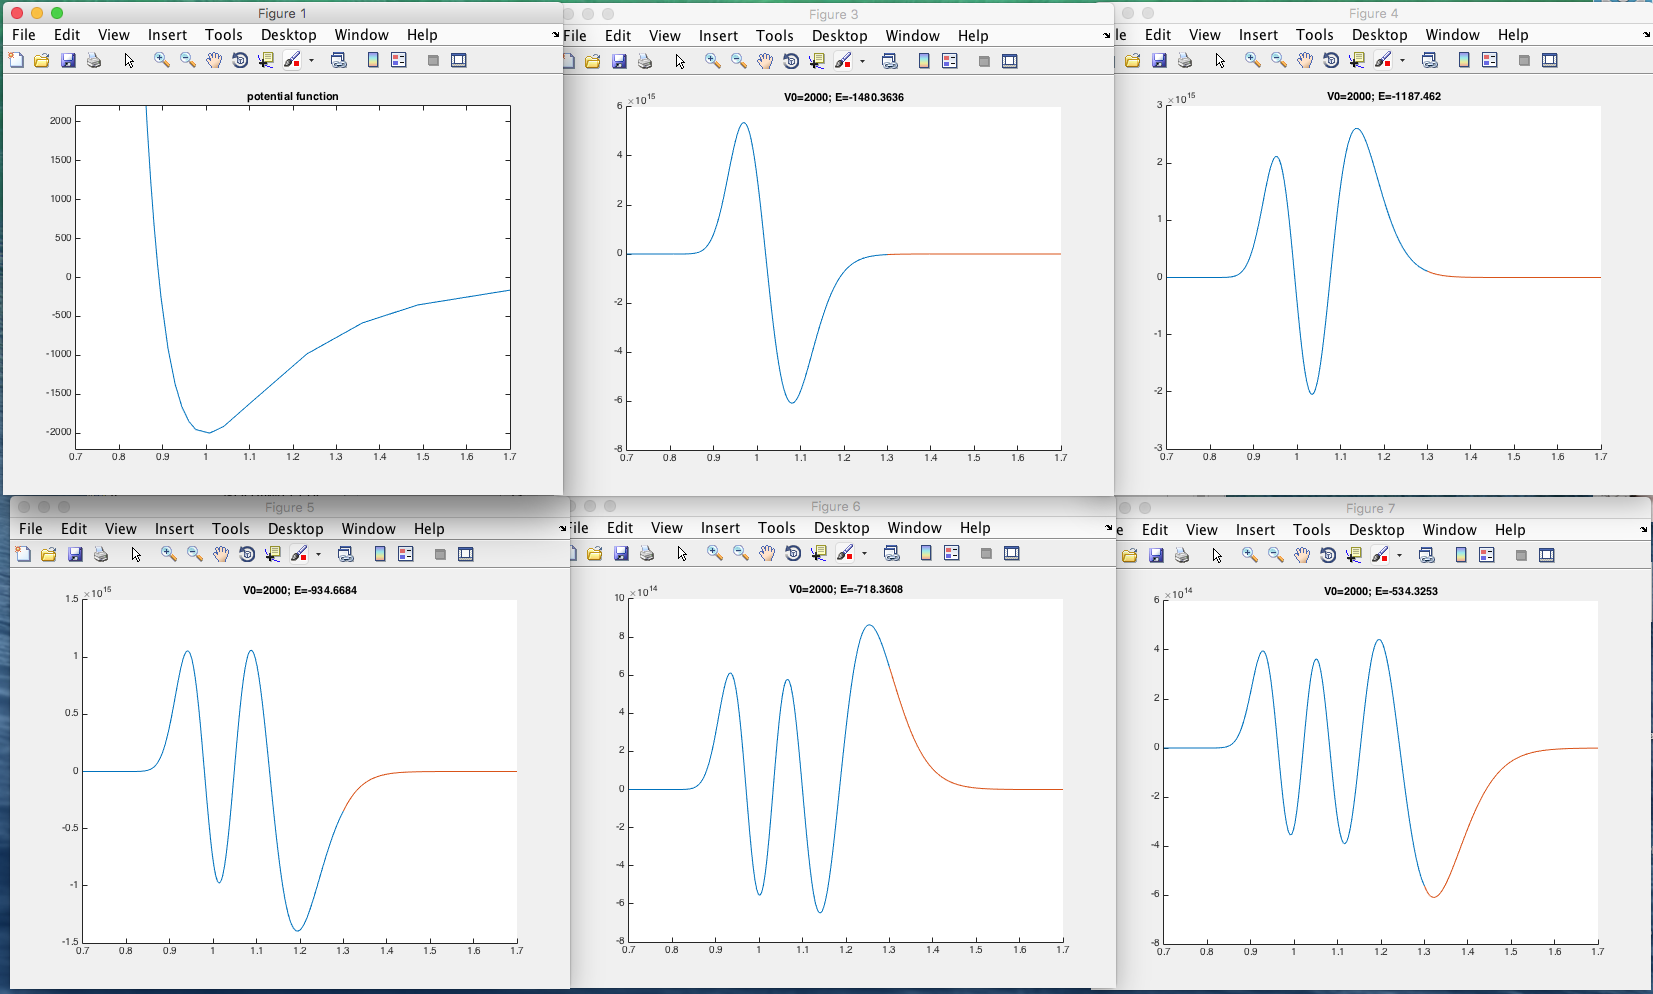 Figure 1
File Edit View Insert Tools Desktop Window Help
potential function
2000
1500
1000
500
0
-500
-1000
-1500
-2000
0.7 0.8 0.9 1 1.1 1.2 1.3 1.4 1.5 1.6 1.7
Figure 3
File Edit View Insert Tools Desktop Window Help
×10^15
V0=2000; E=-1480.3636
6
4
2
0
-2
-4
-6
-8
0.7 0.8 0.9 1 1.1 1.2 1.3 1.4 1.5 1.6 1.7
Figure 4
le Edit View Insert Tools Desktop Window Help
×10^15
V0=2000; E=-1187.462
3
2
1
0
-1
-2
-3
0.7 0.8 0.9 1 1.1 1.2 1.3 1.4 1.5 1.6 1.7
Figure 5
File Edit View Insert Tools Desktop Window Help
×10^15
V0=2000; E=-934.6684
1.5
1
0.5
0
-0.5
-1
-1.5
0.7 0.8 0.9 1 1.1 1.2 1.3 1.4 1.5 1.6 1.7
Figure 6
File Edit View Insert Tools Desktop Window Help
×10^14
V0=2000; E=-718.3608
10
8
6
4
2
0
-2
-4
-6
-8
0.7 0.8 0.9 1 1.1 1.2 1.3 1.4 1.5 1.6 1.7
Figure 7
File Edit View Insert Tools Desktop Window Help
×10^14
V0=2000; E=-534.3253
6
4
2
0
-2
-4
-6
-8
0.7 0.8 0.9 1 1.1 1.2 1.3 1.4 1.5 1.6 1.7